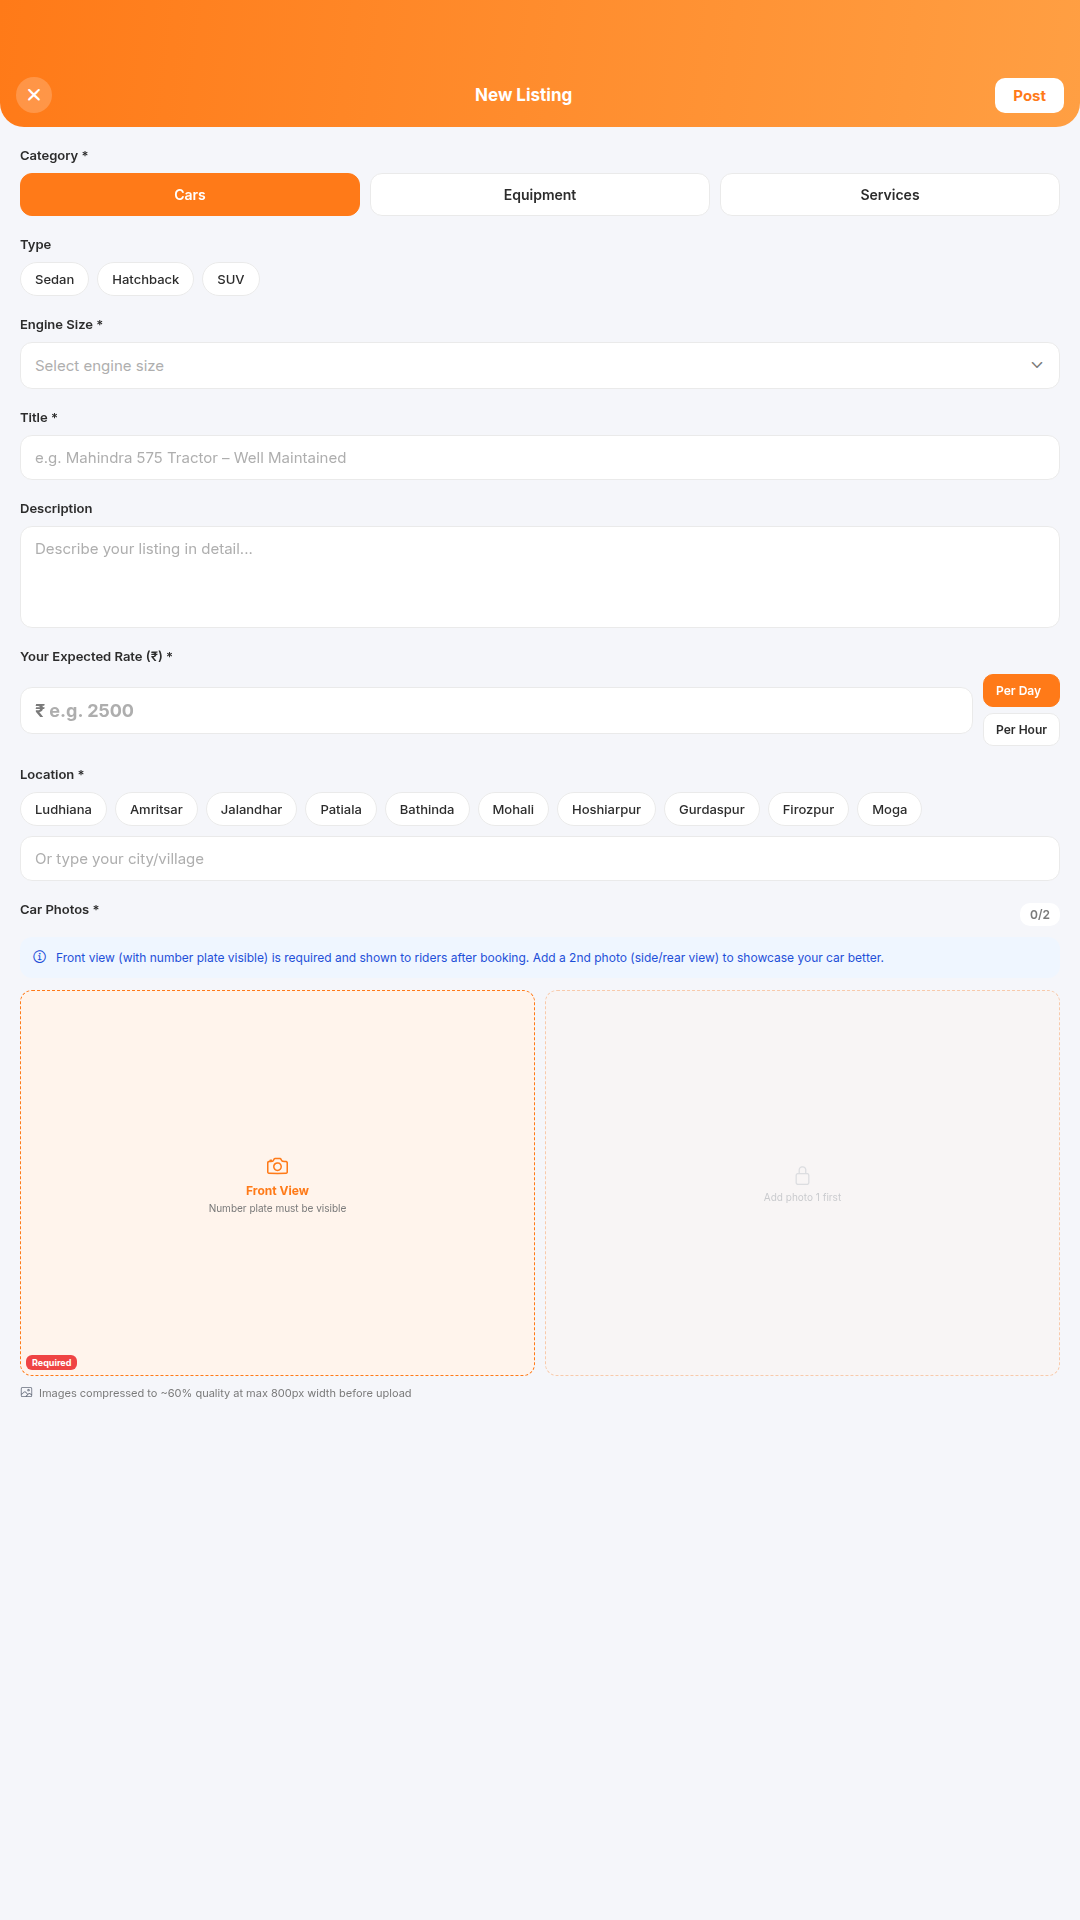 New Listing
Post
Category *
Cars
Equipment
Services
Type
Sedan
Hatchback
SUV
Engine Size *
Select engine size
Title *
e.g. Mahindra 575 Tractor – Well Maintained
Description
Describe your listing in detail...
Your Expected Rate (₹) *
₹ e.g. 2500
Per Day
Per Hour
Location *
Ludhiana
Amritsar
Jalandhar
Patiala
Bathinda
Mohali
Hoshiarpur
Gurdaspur
Firozpur
Moga
Or type your city/village
Car Photos *
0/2
Front view (with number plate visible) is required and shown to riders after booking. Add a 2nd photo (side/rear view) to showcase your car better.
Front View
Number plate must be visible
Required
Add photo 1 first
Images compressed to ~60% quality at max 800px width before upload